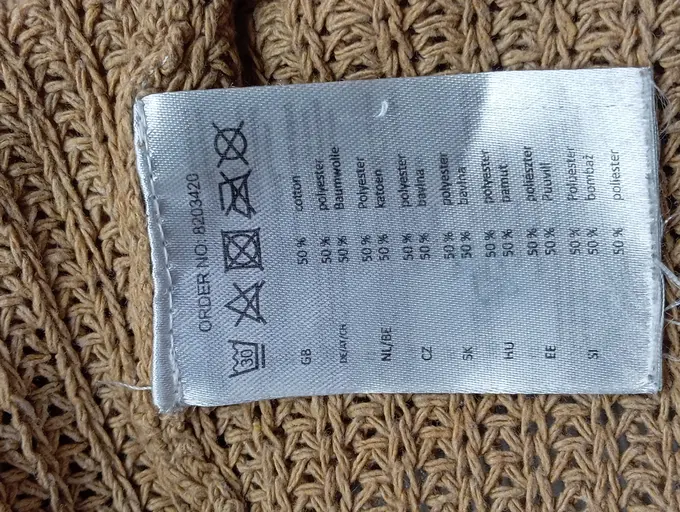 ORDER NO: 8203420
30
GB 50 % cotton
50 % polyester
DE/AT/CH 50 % Baumwolle
50 % Polyester
NL/BE 50 % katoen
50 % polyester
CZ 50 % bavlna
50 % polyester
SK 50 % bavlna
50 % polyester
HU 50 % pamut
50 % polieszter
EE 50 % Puuvill
50 %
SI 50 % bombaž
50 % poliester